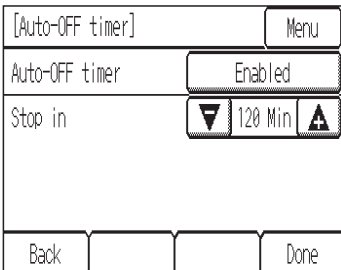 [Auto-OFF timer] Menu
Auto-OFF timer Enabled
Stop in 120 Min
Back Done